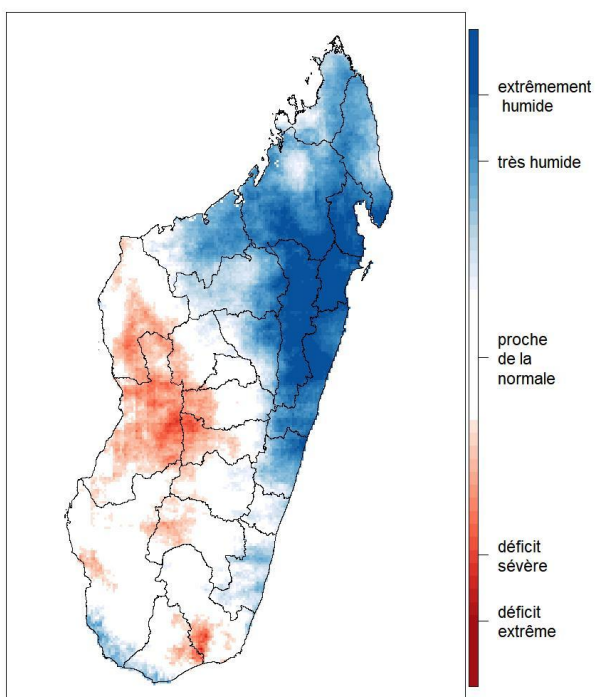 extrêmement
humide
très humide
proche
de la
normale
déficit
sévère
déficit
extrême